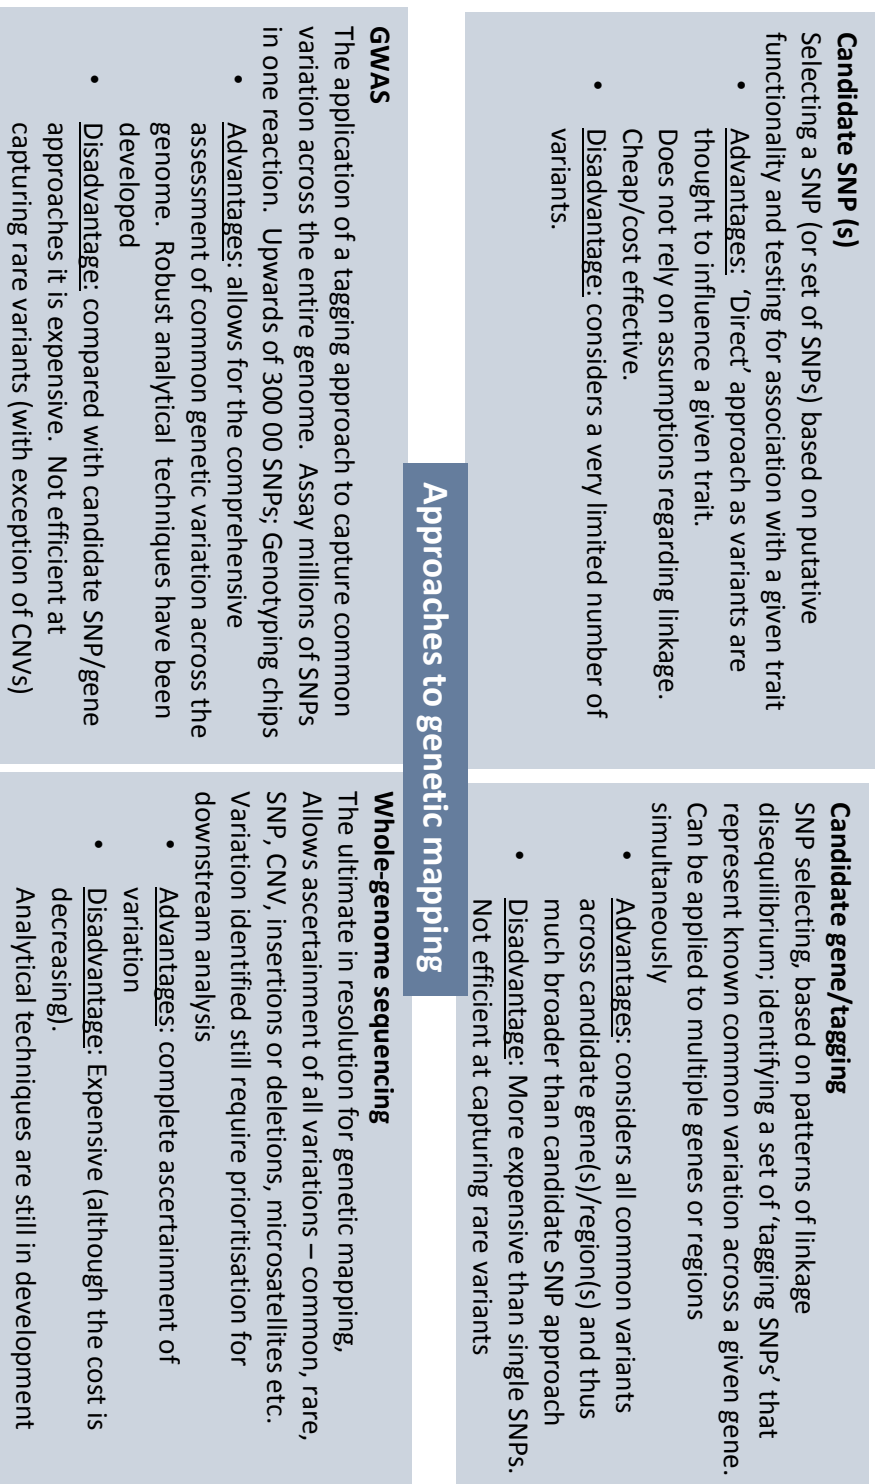 Candidate SNP (s)
Selecting a SNP (or set of SNPs) based on putative
functionality and testing for association with a given trait
• Advantages: ‘Direct’ approach as variants are
thought to influence a given trait.
Does not rely on assumptions regarding linkage.
Cheap/cost effective.
• Disadvantage: considers a very limited number of
variants.
Candidate gene/tagging
SNP selecting, based on patterns of linkage
disequilibrium; identifying a set of ‘tagging SNPs’ that
represent known common variation across a given gene.
Can be applied to multiple genes or regions
simultaneously
• Advantages: considers all common variants
across candidate gene(s)/region(s) and thus
much broader than candidate SNP approach
• Disadvantage: More expensive than single SNPs.
Not efficient at capturing rare variants
Approaches to genetic mapping
GWAS
The application of a tagging approach to capture common
variation across the entire genome. Assay millions of SNPs
in one reaction. Upwards of 300 00 SNPs; Genotyping chips
• Advantages: allows for the comprehensive
assessment of common genetic variation across the
genome. Robust analytical techniques have been
developed
• Disadvantage: compared with candidate SNP/gene
approaches it is expensive. Not efficient at
capturing rare variants (with exception of CNVs)
Whole-genome sequencing
The ultimate in resolution for genetic mapping,
Allows ascertainment of all variations – common, rare,
SNP, CNV, insertions or deletions, microsatellites etc.
Variation identified still require prioritisation for
downstream analysis
• Advantages: complete ascertainment of
variation
• Disadvantage: Expensive (although the cost is
decreasing).
Analytical techniques are still in development